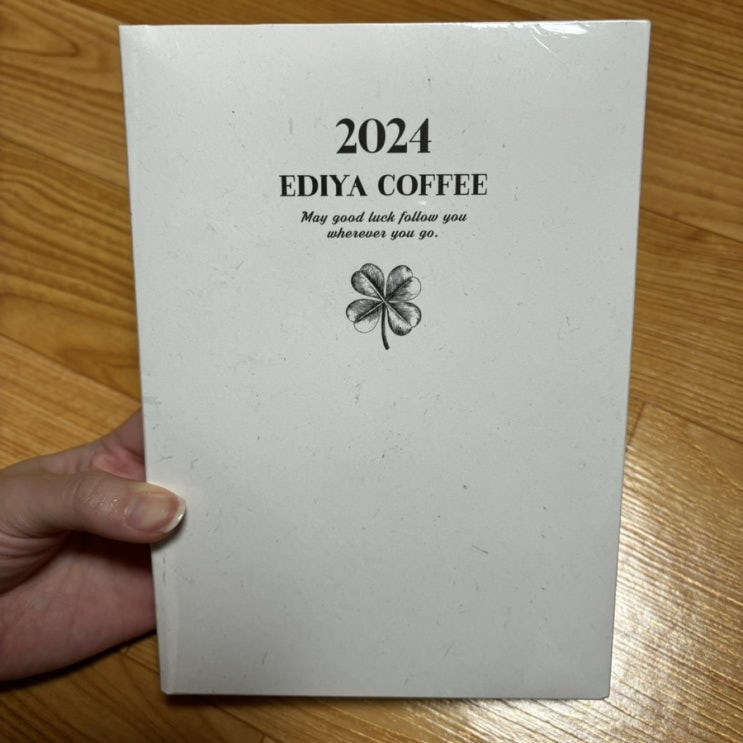 2024
EDIYA COFFEE
May good luck follow you
wherever you go.